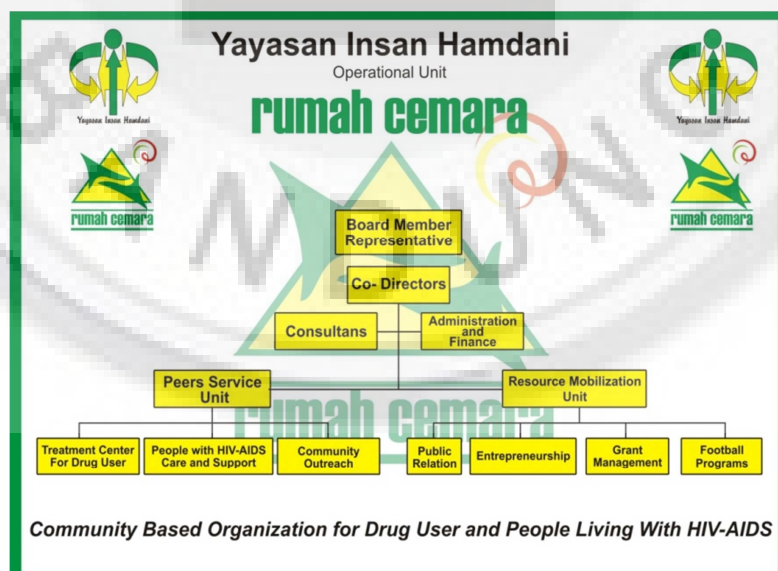 Yayasan Insan Hamdani
Operational Unit
rumah cemara
Yayasan Insan Hamdani
Yayasan Insan Hamdani
rumah cemara
rumah cemara
Board Member
Representative
Co- Directors
Consultans
Administration
and
Finance
Peers Service
Unit
Resource Mobilization
Unit
rumah cemara
Treatment Center
For Drug User
People with HIV-AIDS
Care and Support
Community
Outreach
Public
Relation
Entrepreneurship
Grant
Management
Football
Programs
Community Based Organization for Drug User and People Living With HIV-AIDS